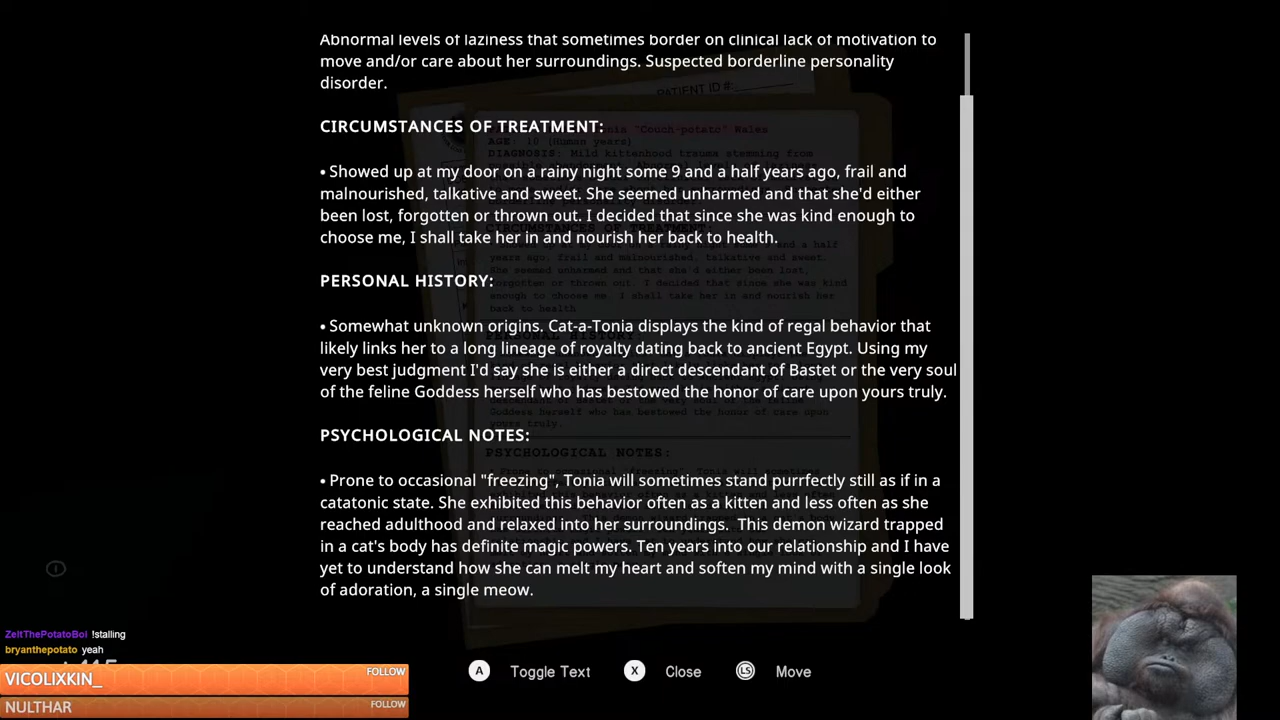 Abnormal levels of laziness that sometimes border on clinical lack of motivation to
move and/or care about her surroundings. Suspected borderline personality
disorder.
PATIENT ID #:
CIRCUMSTANCES OF TREATMENT:
• Showed up at my door on a rainy night some 9 and a half years ago, frail and
malnourished, talkative and sweet. She seemed unharmed and that she'd either
been lost, forgotten or thrown out. I decided that since she was kind enough to
choose me, I shall take her in and nourish her back to health.
PERSONAL HISTORY:
• Somewhat unknown origins. Cat-a-Tonia displays the kind of regal behavior that
likely links her to a long lineage of royalty dating back to ancient Egypt. Using my
very best judgment I'd say she is either a direct descendant of Bastet or the very soul
of the feline Goddess herself who has bestowed the honor of care upon yours truly.
PSYCHOLOGICAL NOTES:
• Prone to occasional "freezing", Tonia will sometimes stand purrfectly still as if in a
catatonic state. She exhibited this behavior often as a kitten and less often as she
reached adulthood and relaxed into her surroundings.  This demon wizard trapped
in a cat's body has definite magic powers. Ten years into our relationship and I have
yet to understand how she can melt my heart and soften my mind with a single look
of adoration, a single meow.
ZeltThePotatoBoi !stalling
bryanthepotato yeah
VICOLIXKIN_ FOLLOW
NULTHAR FOLLOW
A Toggle Text X Close LS Move